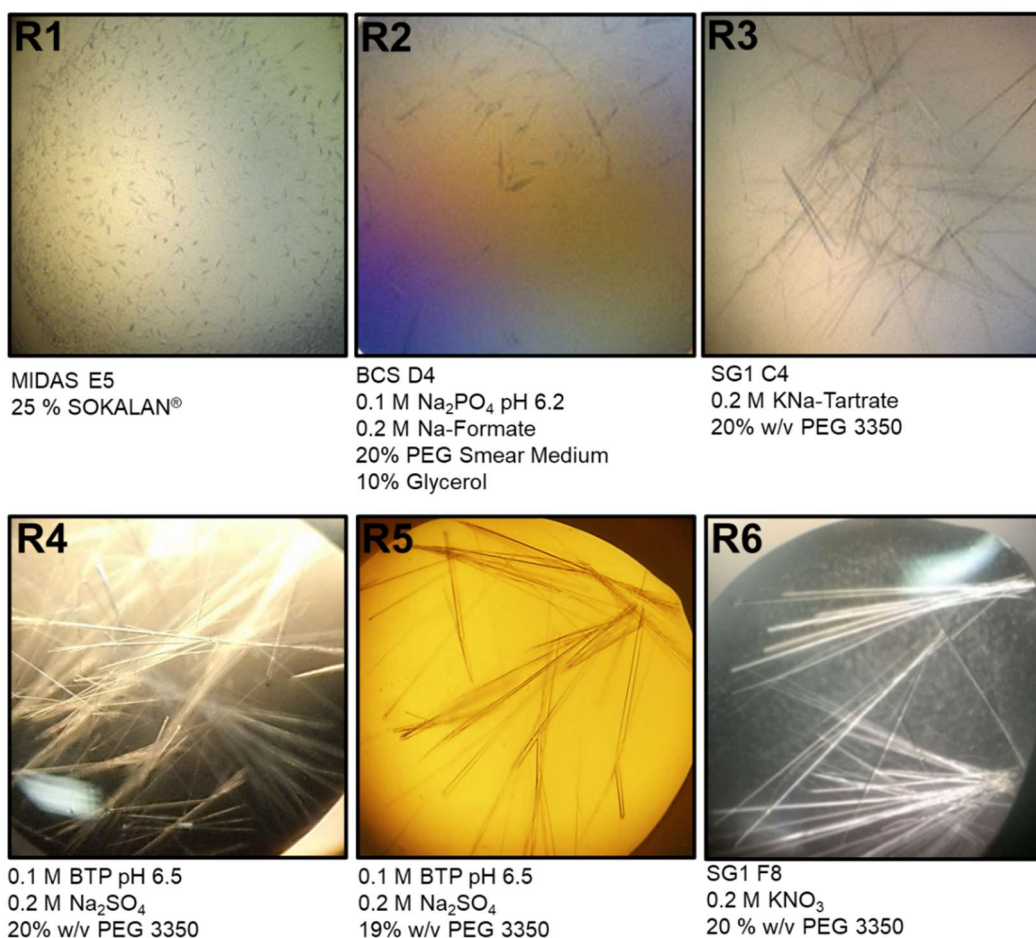 R1
R2
R3
MIDAS E5
25 % SOKALAN®
BCS D4
0.1 M Na₂PO₄ pH 6.2
0.2 M Na-Formate
20% PEG Smear Medium
10% Glycerol
SG1 C4
0.2 M KNa-Tartrate
20% w/v PEG 3350
R4
R5
R6
0.1 M BTP pH 6.5
0.2 M Na₂SO₄
20% w/v PEG 3350
0.1 M BTP pH 6.5
0.2 M Na₂SO₄
19% w/v PEG 3350
SG1 F8
0.2 M KNO₃
20 % w/v PEG 3350